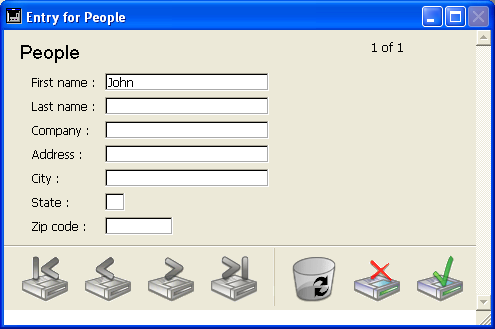 Entry for People
People
1 of 1
First name : John
Last name :
Company :
Address :
City :
State :
Zip code :